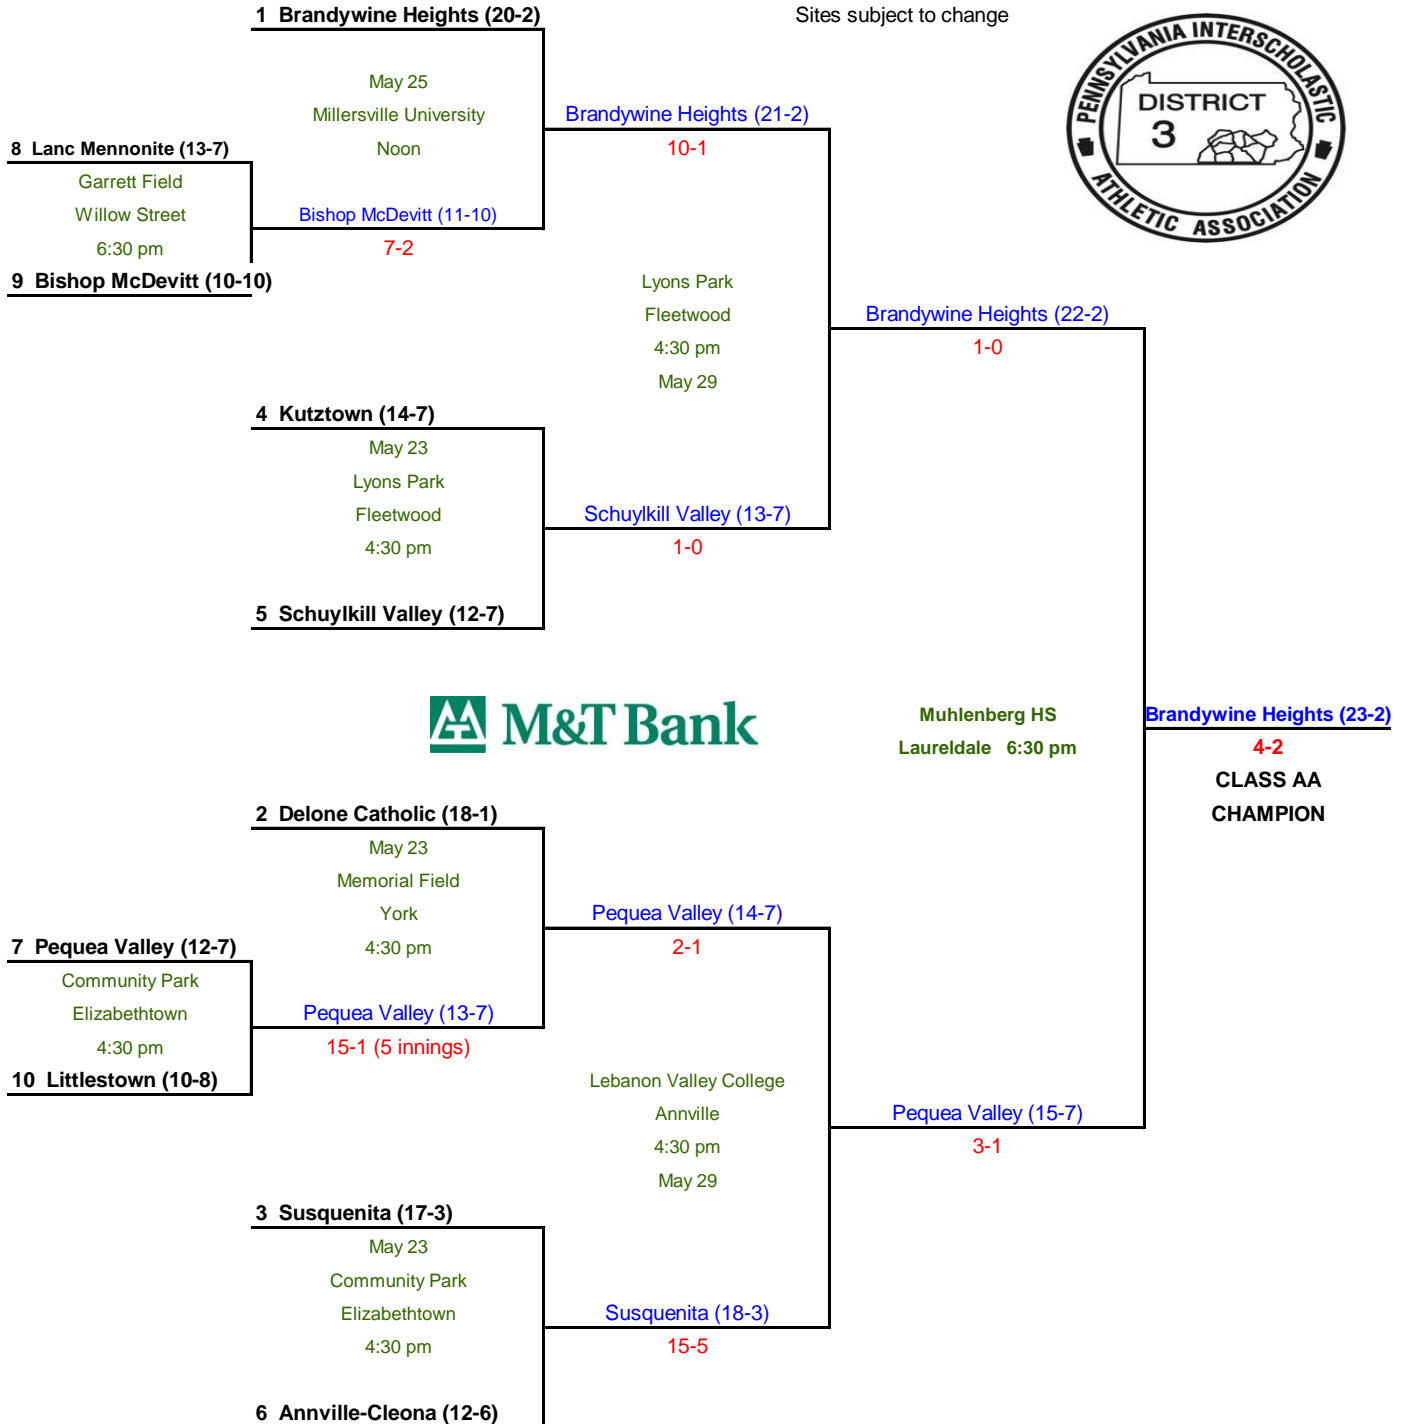 1 Brandywine Heights (20-2)
Sites subject to change
PENNSYLVANIA INTERSCHOLASTIC
ATHLETIC ASSOCIATION
DISTRICT
3
May 25
Millersville University
Noon
Brandywine Heights (21-2)
10-1
8 Lanc Mennonite (13-7)
Garrett Field
Willow Street
6:30 pm
Bishop McDevitt (11-10)
7-2
9 Bishop McDevitt (10-10)
Lyons Park
Fleetwood
4:30 pm
May 29
Brandywine Heights (22-2)
1-0
4 Kutztown (14-7)
May 23
Lyons Park
Fleetwood
4:30 pm
Schuylkill Valley (13-7)
1-0
5 Schuylkill Valley (12-7)
M&T Bank
Muhlenberg HS
Laureldale 6:30 pm
Brandywine Heights (23-2)
4-2
CLASS AA
CHAMPION
2 Delone Catholic (18-1)
May 23
Memorial Field
York
4:30 pm
Pequea Valley (14-7)
2-1
7 Pequea Valley (12-7)
Community Park
Elizabethtown
4:30 pm
Pequea Valley (13-7)
15-1 (5 innings)
10 Littlestown (10-8)
Lebanon Valley College
Annville
4:30 pm
May 29
Pequea Valley (15-7)
3-1
3 Susquenita (17-3)
May 23
Community Park
Elizabethtown
4:30 pm
Susquenita (18-3)
15-5
6 Annville-Cleona (12-6)